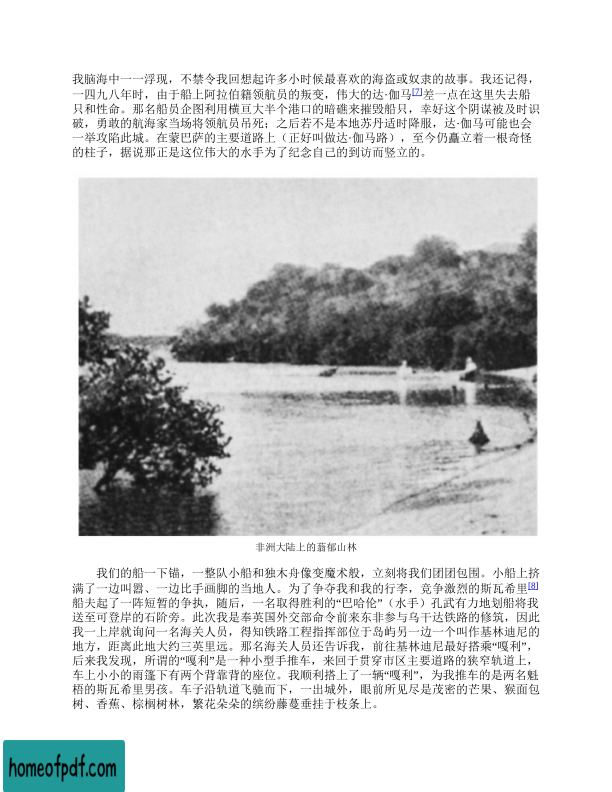 我脑海中一一浮现，不禁令我回想起许多小时候最喜欢的海盗或奴隶的故事。我还记得，
一四九八年时，由于船上阿拉伯籍领航员的叛变，伟大的达·伽马[7]差一点在这里失去船
只和性命。那名船员企图利用横亘大半个港口的暗礁来摧毁船只，幸好这个阴谋被及时识
破，勇敢的航海家当场将领航员吊死；之后若不是本地苏丹适时降服，达·伽马可能也会
一举攻陷此城。在蒙巴萨的主要道路上（正好叫做达·伽马路），至今仍矗立着一根奇怪
的柱子，据说那正是这位伟大的水手为了纪念自己的到访而竖立的。
非洲大陆上的蓊郁山林
我们的船一下锚，一整队小船和独木舟像变魔术般，立刻将我们团团包围。小船上挤
满了一边叫嚣、一边比手画脚的当地人。为了争夺我和我的行李，竞争激烈的斯瓦希里[8]
船夫起了一阵短暂的争执，随后，一名取得胜利的“巴哈伦”（水手）孔武有力地划船将我
送至可登岸的石阶旁。此次我是奉英国外交部命令前来东非参与乌干达铁路的修筑，因此
我一上岸就询问一名海关人员，得知铁路工程指挥部位于岛屿另一边一个叫作基林迪尼的
地方，距离此地大约三英里远。那名海关人员还告诉我，前往基林迪尼最好搭乘“嘎利”，
后来我发现，所谓的“嘎利”是一种小型手推车，来回于贯穿市区主要道路的狭窄轨道上，
车上小小的雨篷下有两个背靠背的座位。我顺利搭上了一辆“嘎利”，为我推车的是两名魁
梧的斯瓦希里男孩。车子沿轨道飞驰而下，一出城外，眼前所见尽是茂密的芒果、猴面包
树、香蕉、棕榈树林，繁花朵朵的缤纷藤蔓垂挂于枝条上。
homeofpdf.com